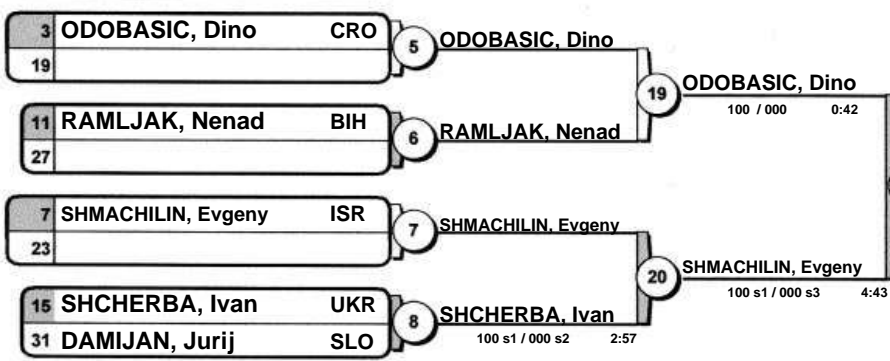 3 ODOBASIC, Dino CRO
19
5
ODOBASIC, Dino
11 RAMLJAK, Nenad BIH
27
6
RAMLJAK, Nenad
19
ODOBASIC, Dino
100 / 000 0:42
7 SHMACHILIN, Evgeny ISR
23
7
SHMACHILIN, Evgeny
15 SHCHERBA, Ivan UKR
31 DAMIJAN, Jurij SLO
8
SHCHERBA, Ivan
100 s1 / 000 s2 2:57
20
SHMACHILIN, Evgeny
100 s1 / 000 s3 4:43